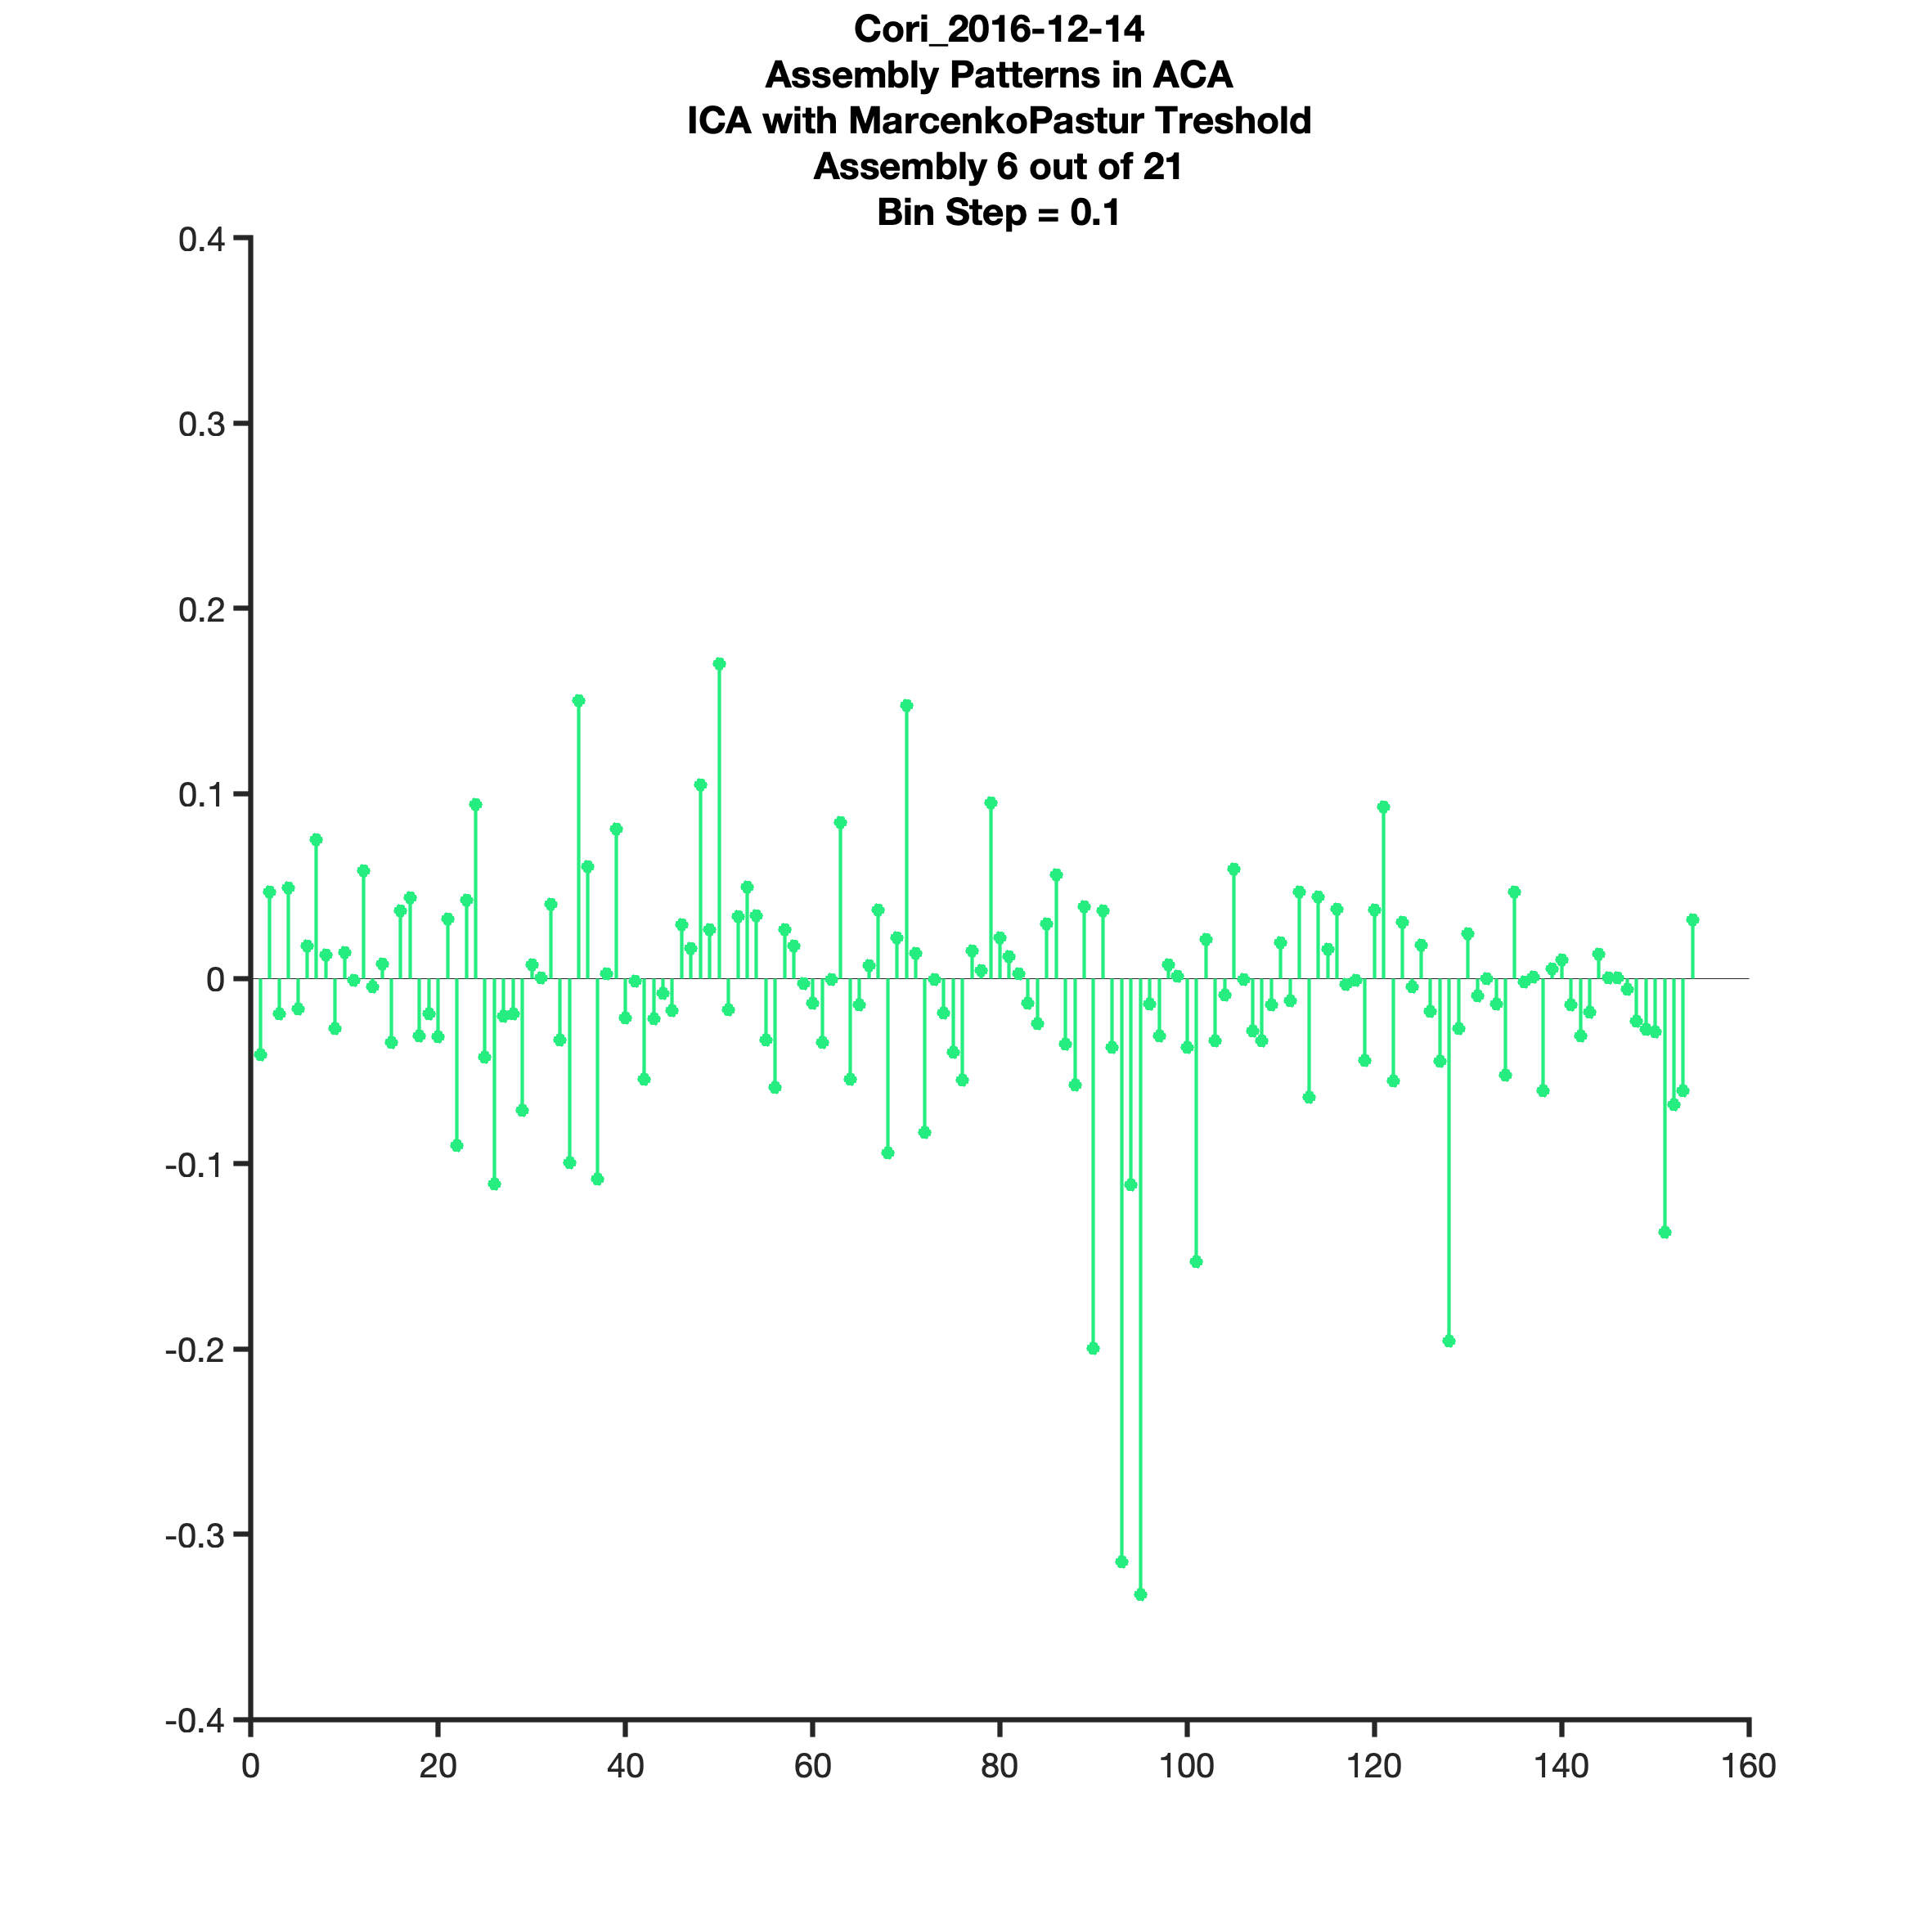 Cori_2016-12-14
Assembly Patterns in ACA
ICA with MarcenkoPastur Treshold
Assembly 6 out of 21
Bin Step = 0.1
0.4
0.3
0.2
0.1
0
-0.1
-0.2
-0.3
-0.4
0 20 40 60 80 100 120 140 160